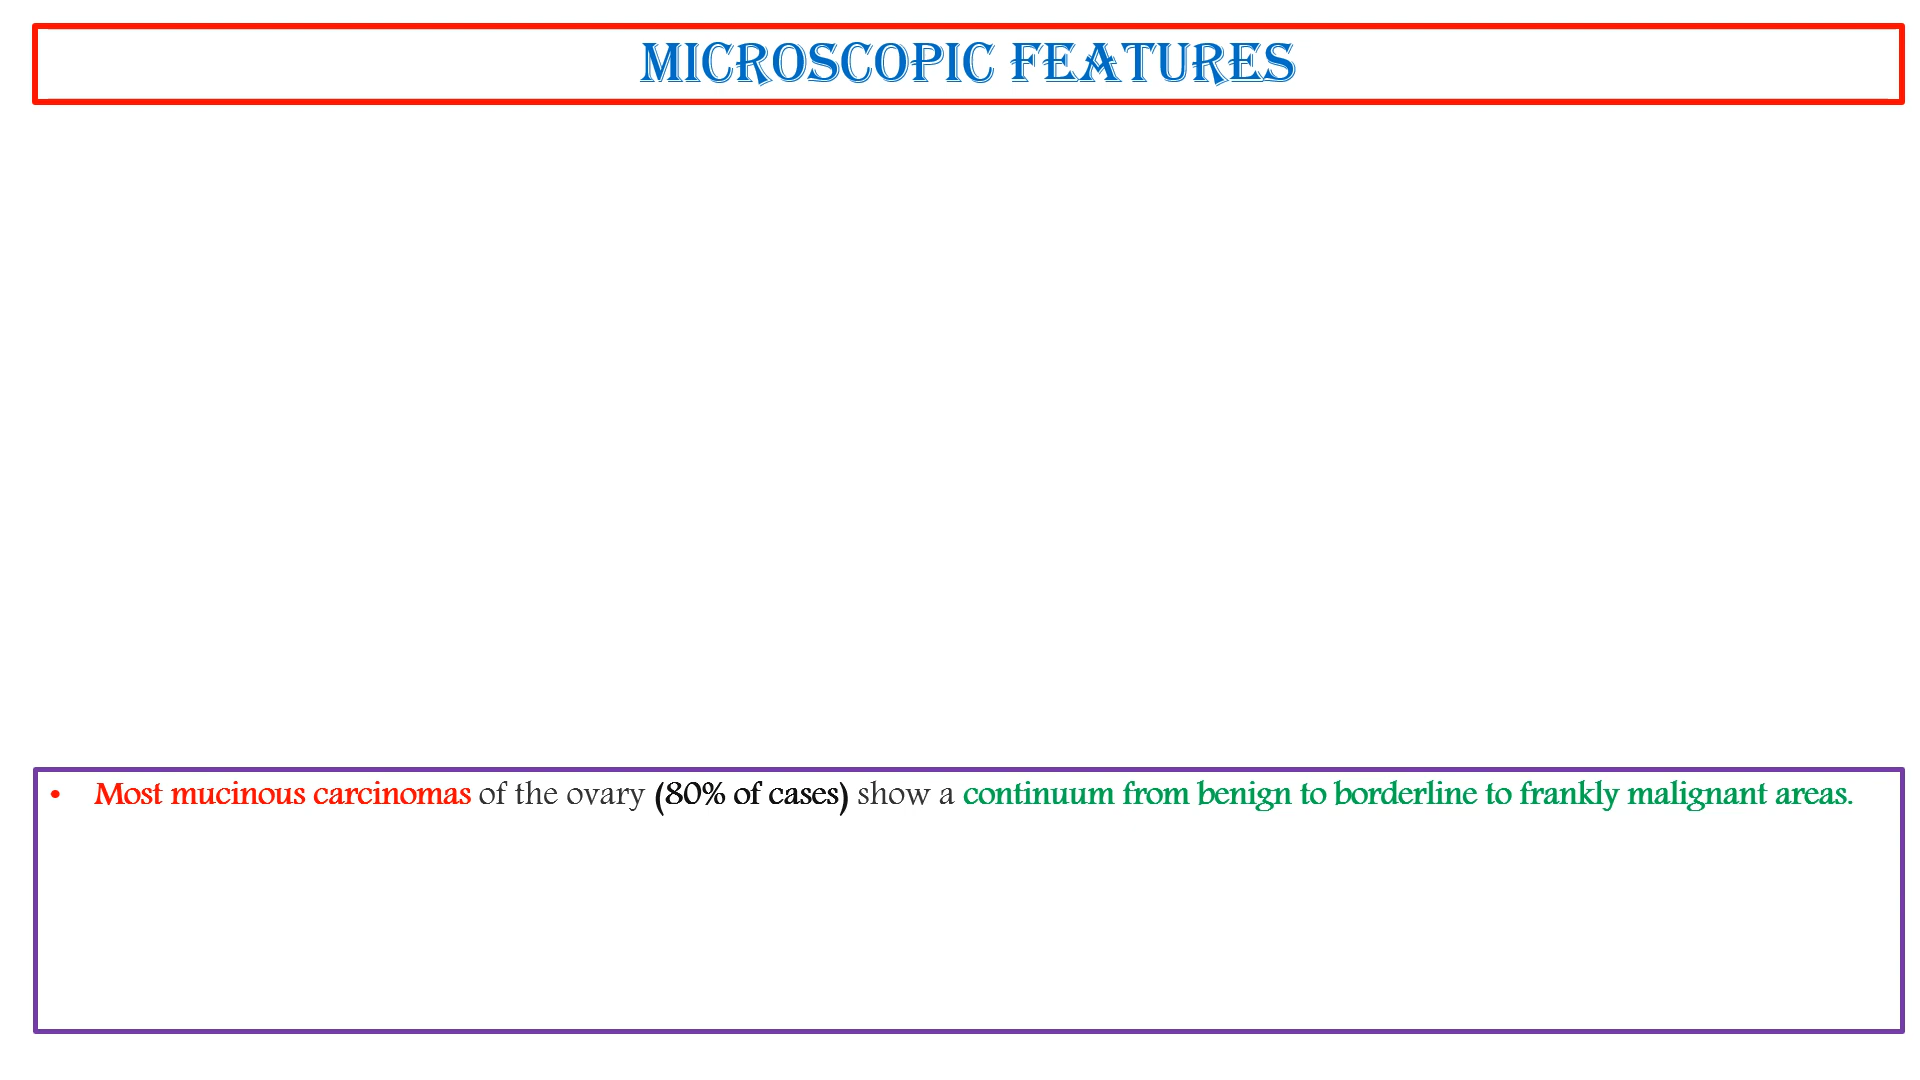 MICROSCOPIC FEATURES
• Most mucinous carcinomas of the ovary (80% of cases) show a continuum from benign to borderline to frankly malignant areas.